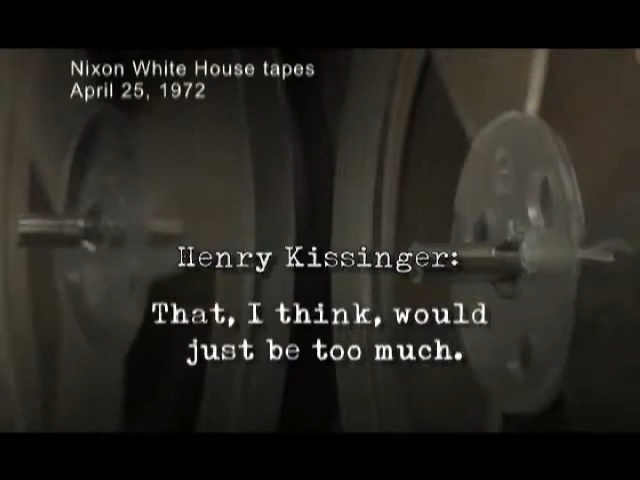 Nixon White House tapes
April 25, 1972
Henry Kissinger:
That, I think, would
just be too much.